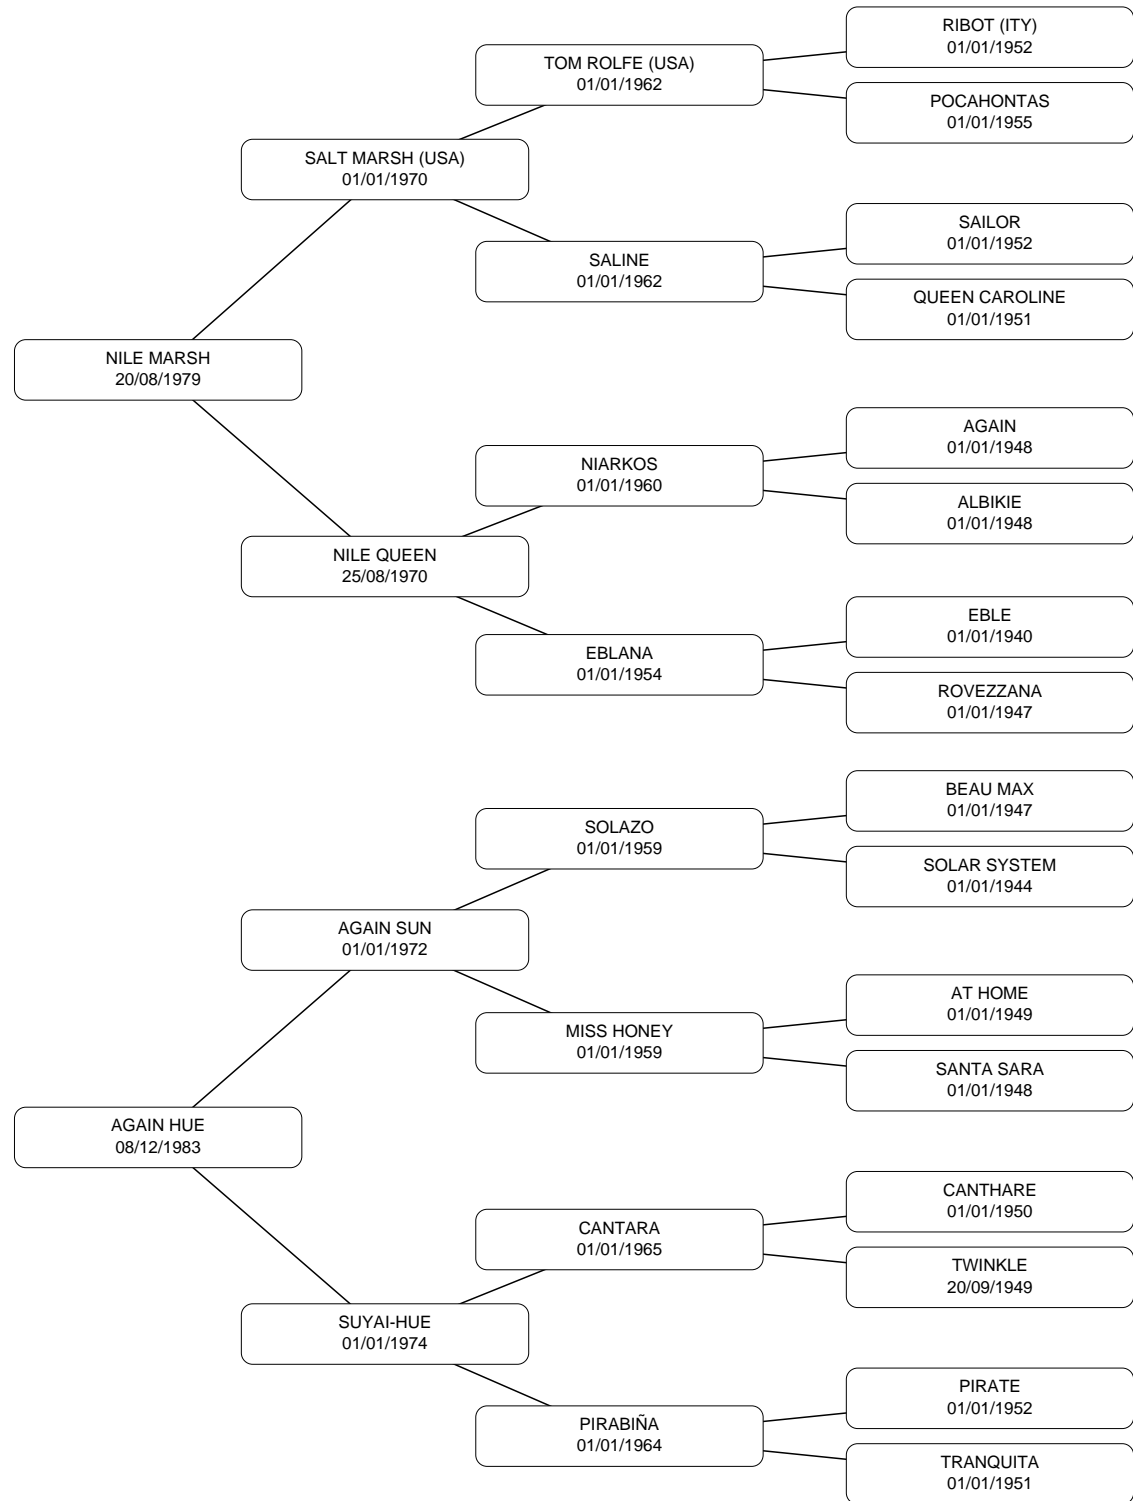 RIBOT (ITY)
01/01/1952
TOM ROLFE (USA)
01/01/1962
POCAHONTAS
01/01/1955
SALT MARSH (USA)
01/01/1970
SAILOR
01/01/1952
SALINE
01/01/1962
QUEEN CAROLINE
01/01/1951
NILE MARSH
20/08/1979
AGAIN
01/01/1948
NIARKOS
01/01/1960
ALBIKIE
01/01/1948
NILE QUEEN
25/08/1970
EBLE
01/01/1940
EBLANA
01/01/1954
ROVEZZANA
01/01/1947
BEAU MAX
01/01/1947
SOLAZO
01/01/1959
SOLAR SYSTEM
01/01/1944
AGAIN SUN
01/01/1972
AT HOME
01/01/1949
MISS HONEY
01/01/1959
SANTA SARA
01/01/1948
AGAIN HUE
08/12/1983
CANTHARE
01/01/1950
CANTARA
01/01/1965
TWINKLE
20/09/1949
SUYAI-HUE
01/01/1974
PIRATE
01/01/1952
PIRABIÑA
01/01/1964
TRANQUITA
01/01/1951